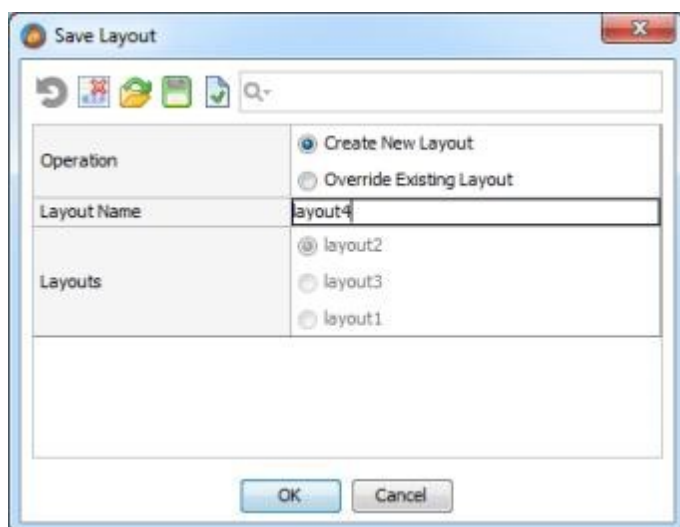 Save Layout
Operation
Create New Layout
Override Existing Layout
Layout Name
layout4
Layouts
layout2
layout3
layout1
OK
Cancel